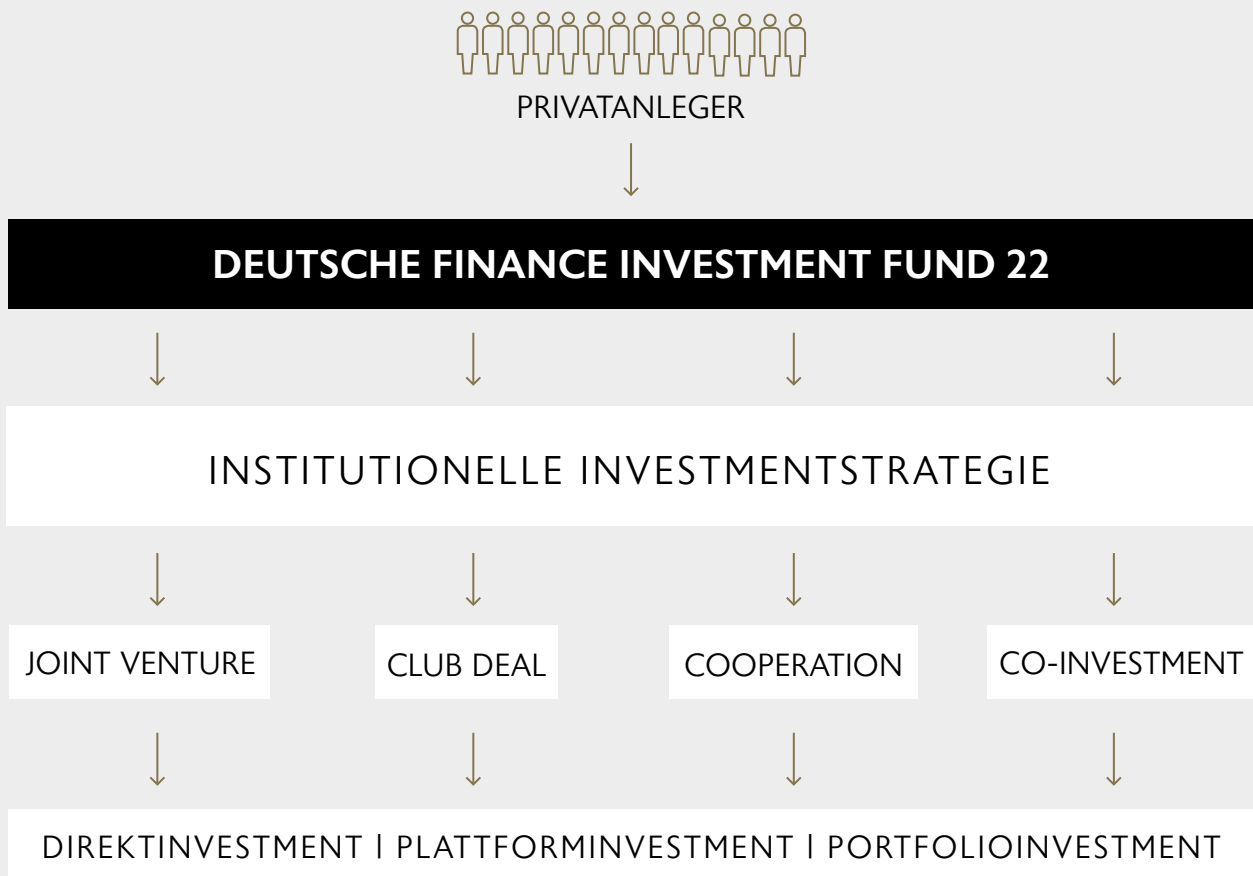 PRIVATANLEGER
DEUTSCHE FINANCE INVESTMENT FUND 22
INSTITUTIONELLE INVESTMENTSTRATEGIE
JOINT VENTURE
CLUB DEAL
COOPERATION
CO-INVESTMENT
DIREKTINVESTMENT | PLATTFORMINVESTMENT | PORTFOLIOINVESTMENT